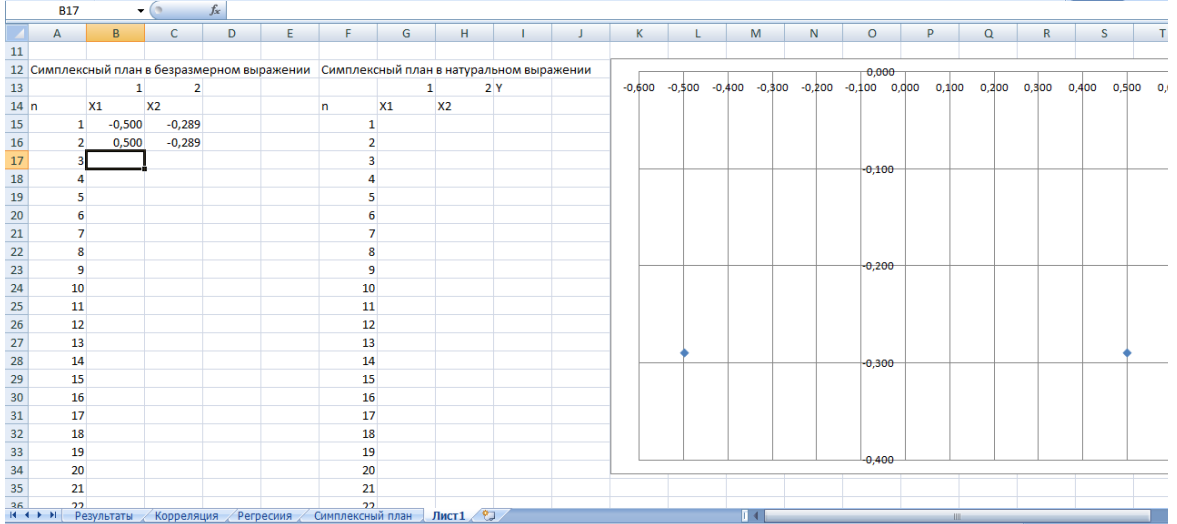 B17 fx
A B C D E F G H I J K L M N O P Q R S T
11
12 Симплексный план в безразмерном выражении Симплексный план в натуральном выражении
13 1 2 1 2 Y
14 n X1 X2 n X1 X2
15 1 -0,500 -0,289 1
16 2 0,500 -0,289 2
17 3 3
18 4 4
19 5 5
20 6 6
21 7 7
22 8 8
23 9 9
24 10 10
25 11 11
26 12 12
27 13 13
28 14 14
29 15 15
30 16 16
31 17 17
32 18 18
33 19 19
34 20 20
35 21 21
36 22 22
0,000
-0,600 -0,500 -0,400 -0,300 -0,200 -0,100 0,000 0,100 0,200 0,300 0,400 0,500
-0,100
-0,200
-0,300
-0,400
Результаты Корреляция Регрессия Симплексный план Лист1